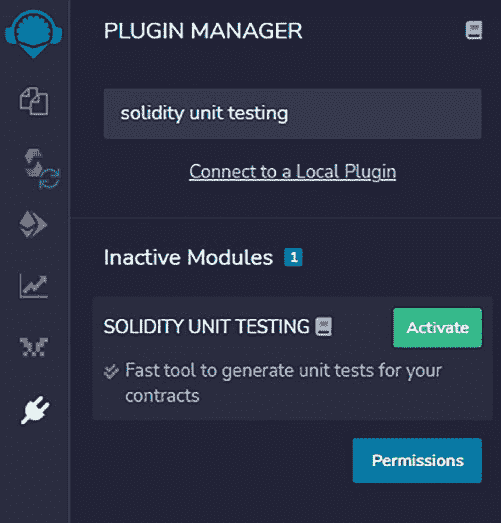 PLUGIN MANAGER
solidity unit testing
Connect to a Local Plugin
Inactive Modules 1
SOLIDITY UNIT TESTING
Activate
Fast tool to generate unit tests for your
contracts
Permissions